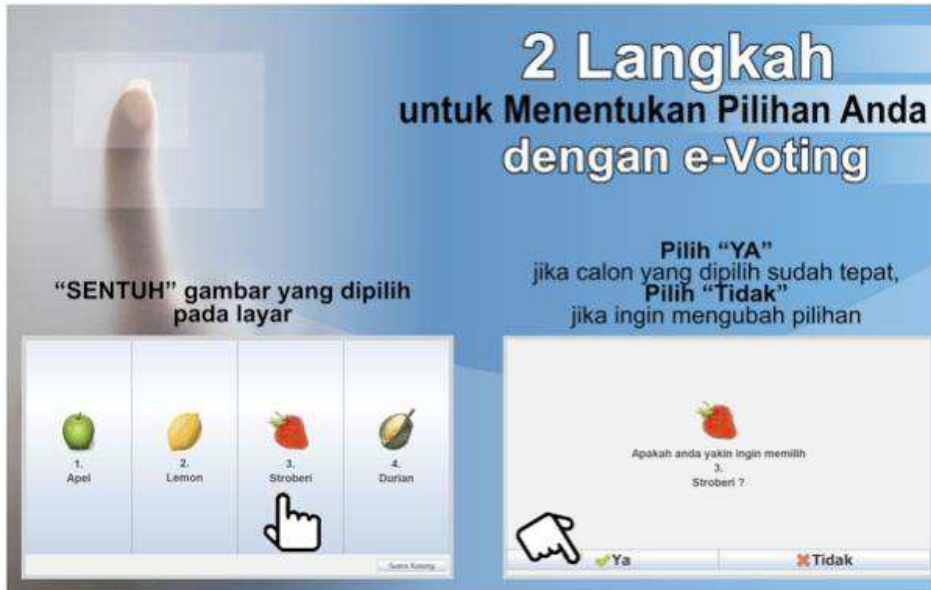 2 Langkah
untuk Menentukan Pilihan Anda
dengan e-Voting
“SENTUH” gambar yang dipilih
pada layar
1.
Apel
2.
Lemon
3.
Stroberi
4.
Durian
Suara Kosong
Pilih “YA”
jika calon yang dipilih sudah tepat,
Pilih “Tidak”
jika ingin mengubah pilihan
Apakah anda yakin ingin memilih
3.
Stroberi ?
Ya
Tidak